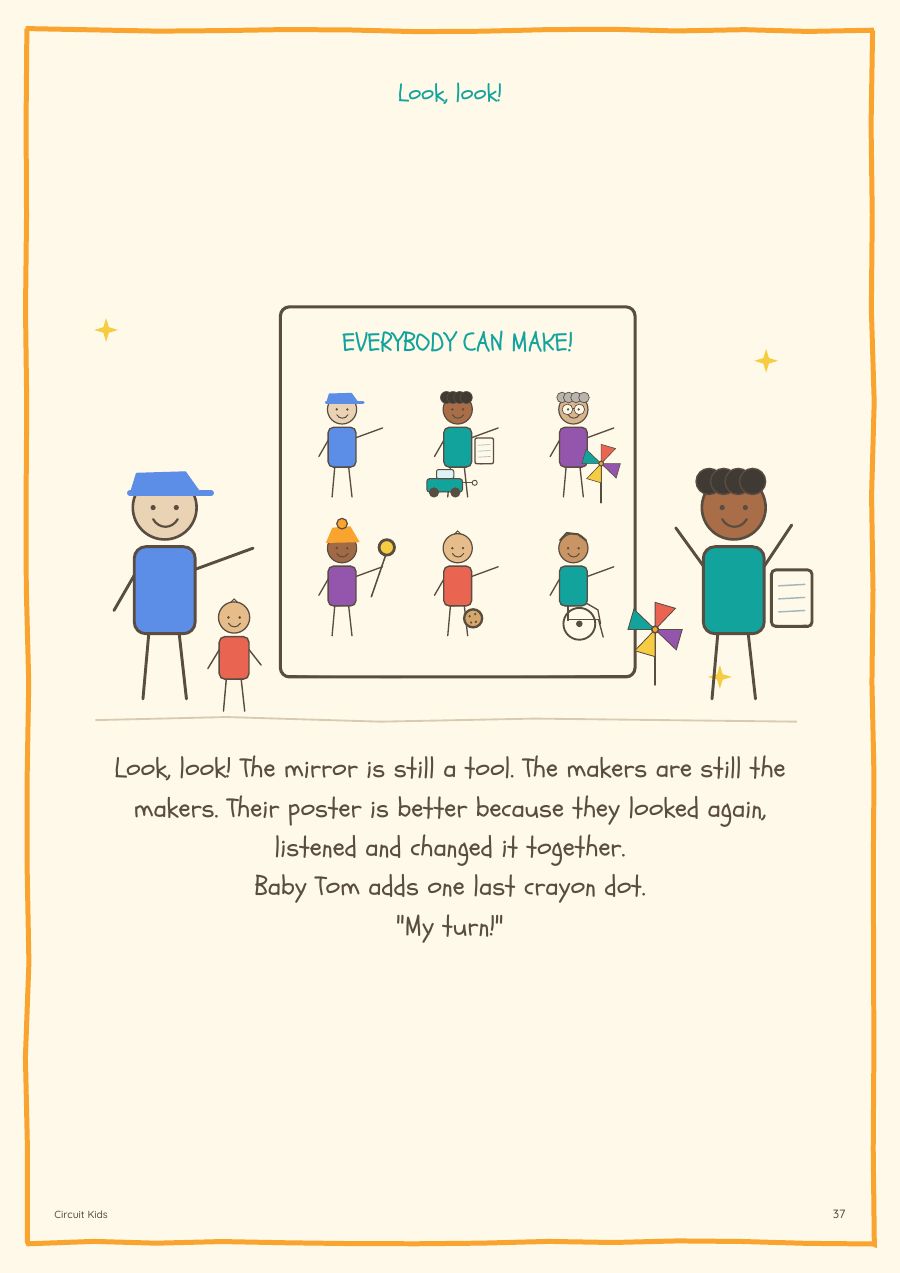 Look, look!
EVERYBODY CAN MAKE!
Look, look! The mirror is still a tool. The makers are still the
makers. Their poster is better because they looked again,
listened and changed it together.
Baby Tom adds one last crayon dot.
"My turn!"
Circuit Kids
37